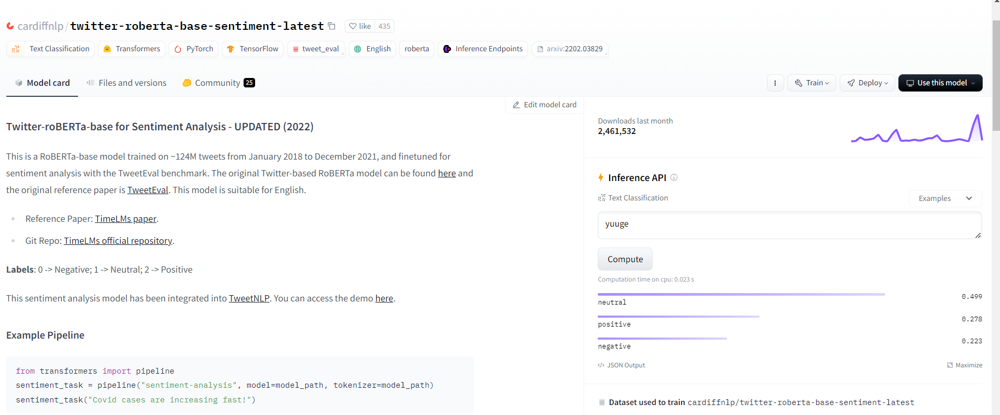 cardiffnlp/twitter-roberta-base-sentiment-latest like 435
Text Classification Transformers PyTorch TensorFlow tweet_eval English roberta Inference Endpoints arxiv:2202.03829
Model card Files and versions Community 25 Train Deploy Use this model
Edit model card
Twitter-roBERTa-base for Sentiment Analysis - UPDATED (2022)
This is a RoBERTa-base model trained on ~124M tweets from January 2018 to December 2021, and finetuned for
sentiment analysis with the TweetEval benchmark. The original Twitter-based RoBERTa model can be found here and
the original reference paper is TweetEval. This model is suitable for English.
Reference Paper: TimeLMs paper.
Git Repo: TimeLMs official repository.
Labels: 0 -> Negative; 1 -> Neutral; 2 -> Positive
This sentiment analysis model has been integrated into TweetNLP. You can access the demo here.
Example Pipeline
from transformers import pipeline
sentiment_task = pipeline("sentiment-analysis", model=model_path, tokenizer=model_path)
sentiment_task("Covid cases are increasing fast!")
Downloads last month
2,461,532
Inference API
Text Classification Examples
yuuge
Compute
Computation time on cpu: 0.023 s
neutral 0.499
positive 0.278
negative 0.223
</> JSON Output Maximize
Dataset used to train cardiffnlp/twitter-roberta-base-sentiment-latest